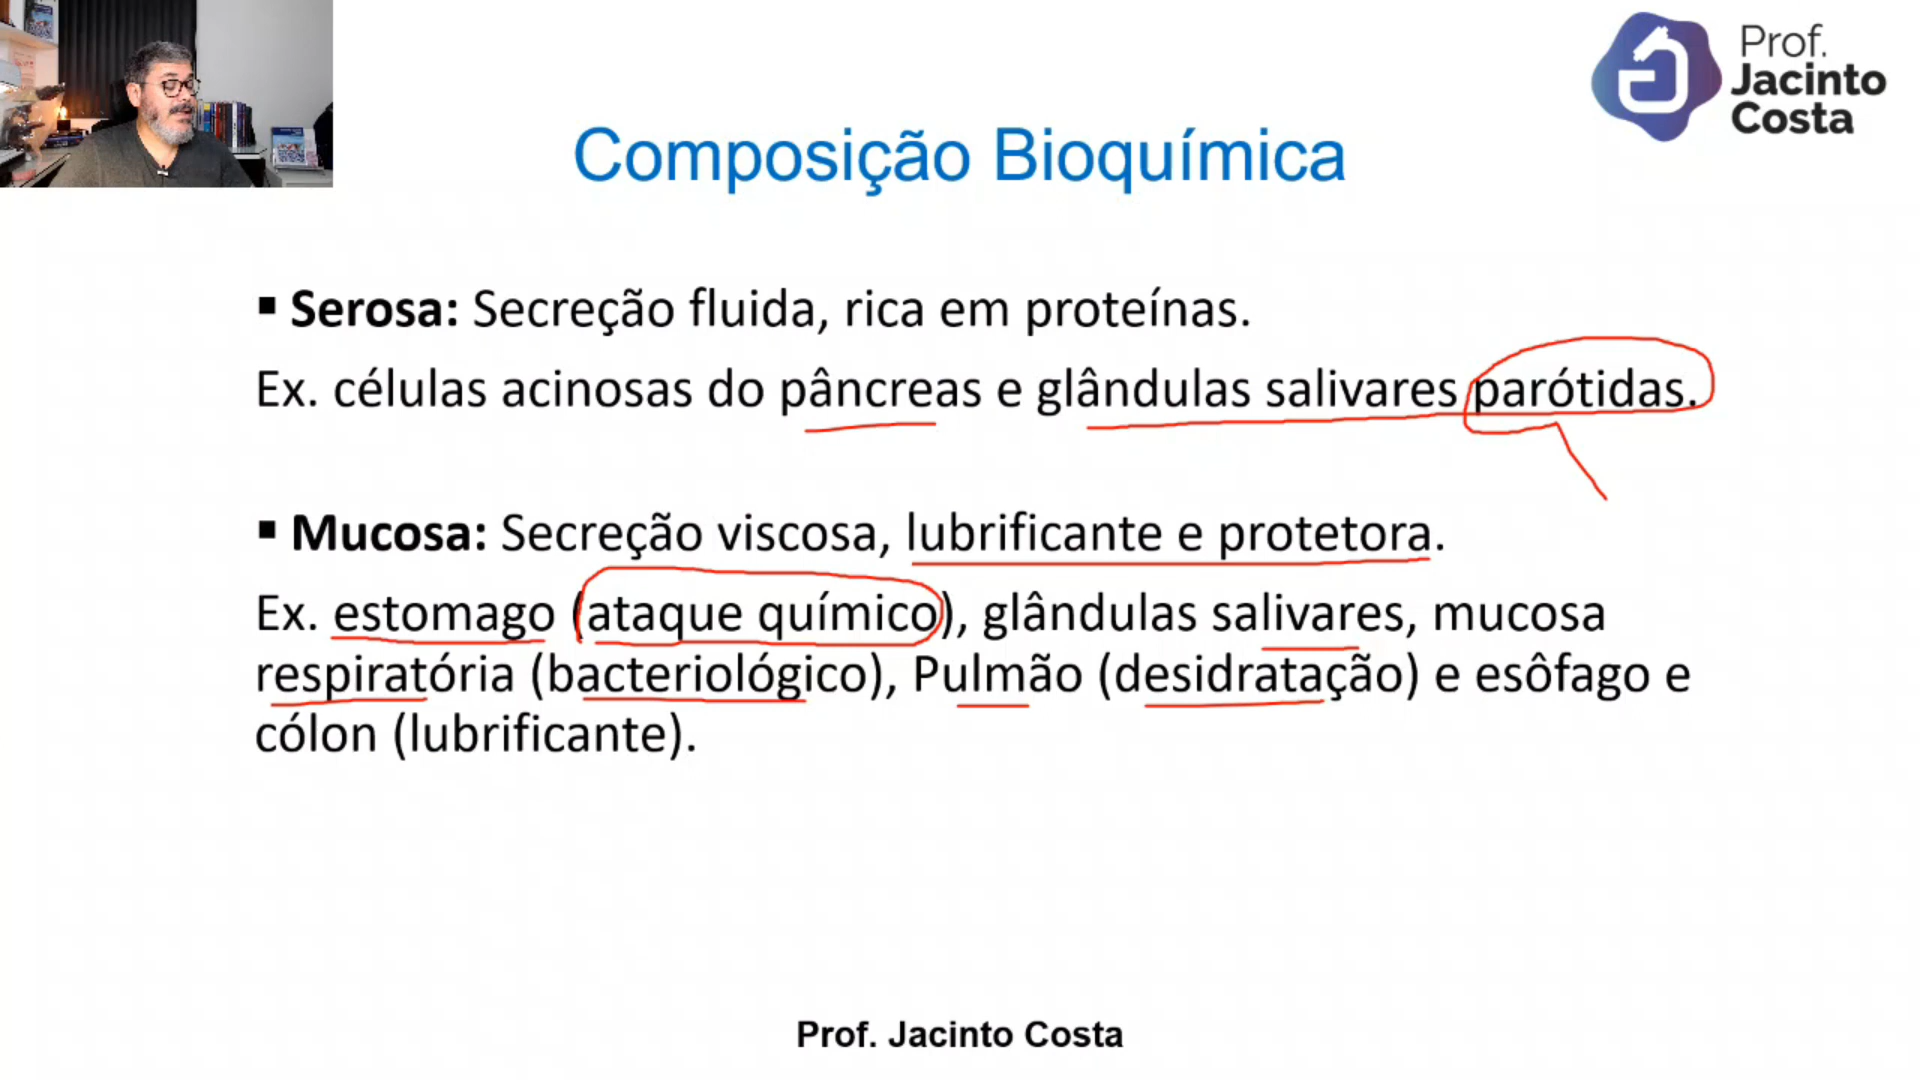 Prof.
Jacinto
Costa
Composição Bioquímica
▪ Serosa: Secreção fluida, rica em proteínas.
Ex. células acinosas do pâncreas e glândulas salivares parótidas.
▪ Mucosa: Secreção viscosa, lubrificante e protetora.
Ex. estomago (ataque químico), glândulas salivares, mucosa
respiratória (bacteriológico), Pulmão (desidratação) e esôfago e
cólon (lubrificante).
Prof. Jacinto Costa